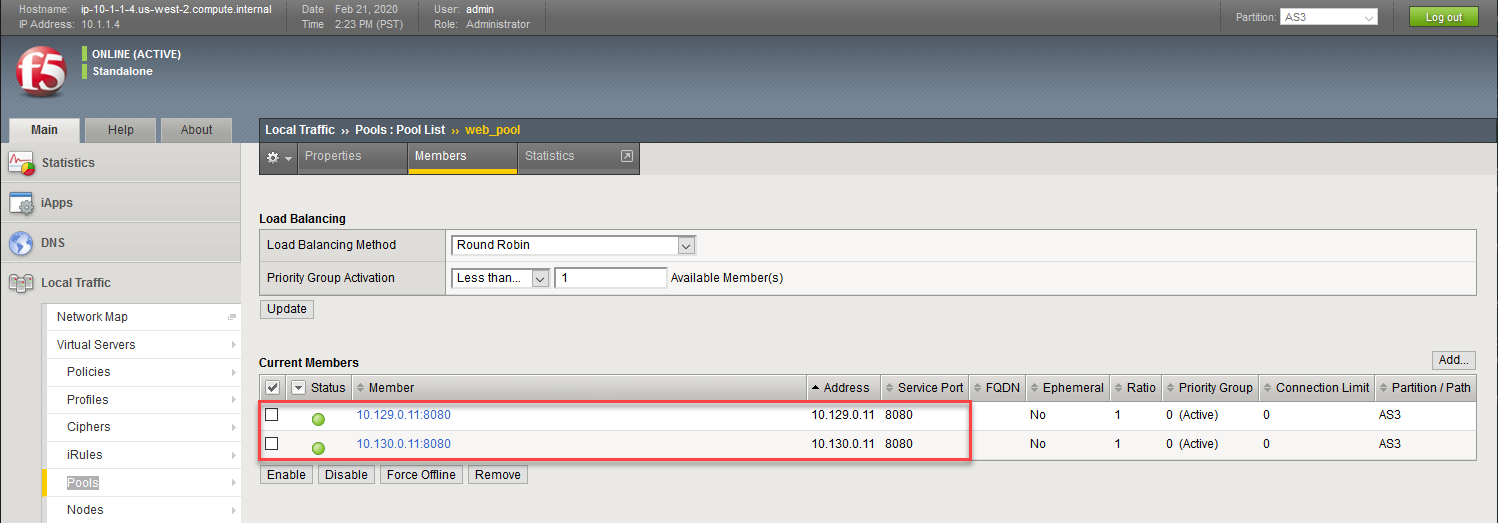 Hostname: ip-10-1-1-4.us-west-2.compute.internal Date Feb 21, 2020 User: admin
IP Address: 10.1.1.4 Time 2:23 PM (PST) Role: Administrator
Partition: AS3 Log out
f5
ONLINE (ACTIVE)
Standalone
Main Help About
Local Traffic ›› Pools : Pool List ›› web_pool
Properties Members Statistics
Statistics
iApps
DNS
Local Traffic
Network Map
Virtual Servers
Policies
Profiles
Ciphers
iRules
Pools
Nodes
Load Balancing
Load Balancing Method Round Robin
Priority Group Activation Less than... 1 Available Member(s)
Update
Current Members Add...
Status Member Address Service Port FQDN Ephemeral Ratio Priority Group Connection Limit Partition / Path
10.129.0.11:8080 10.129.0.11 8080 No 1 0 (Active) 0 AS3
10.130.0.11:8080 10.130.0.11 8080 No 1 0 (Active) 0 AS3
Enable Disable Force Offline Remove